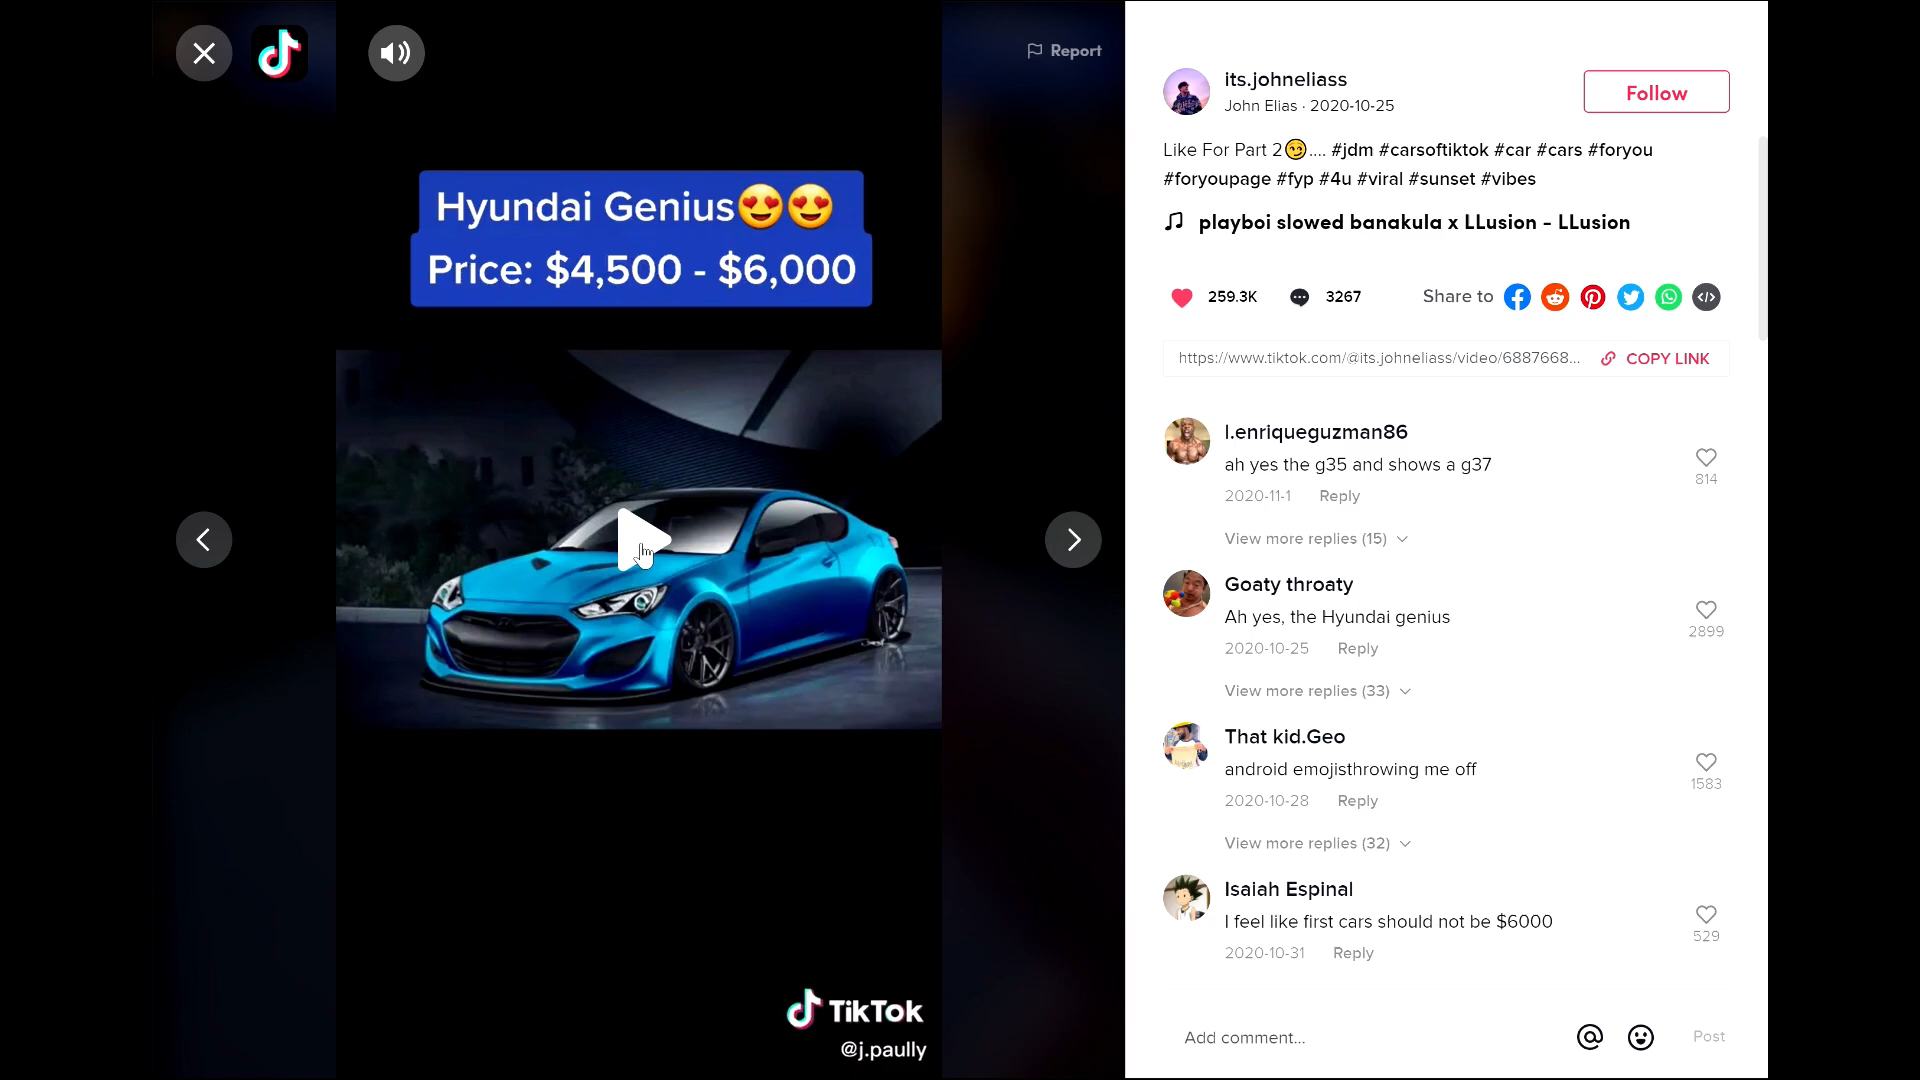 Report
Hyundai Genius😍😍
Price: $4,500 - $6,000
TikTok
@j.paully
its.johneliass
John Elias · 2020-10-25
Follow
Like For Part 2😏.... #jdm #carsoftiktok #car #cars #foryou
#foryoupage #fyp #4u #viral #sunset #vibes
playboi slowed banakula x LLusion - LLusion
259.3K
3267
Share to
https://www.tiktok.com/@its.johneliass/video/6887668...
COPY LINK
l.enriqueguzman86
ah yes the g35 and shows a g37
814
2020-11-1 Reply
View more replies (15)
Goaty throaty
Ah yes, the Hyundai genius
2899
2020-10-25 Reply
View more replies (33)
That kid.Geo
android emojisthrowing me off
1583
2020-10-28 Reply
View more replies (32)
Isaiah Espinal
I feel like first cars should not be $6000
529
2020-10-31 Reply
Add comment...
Post